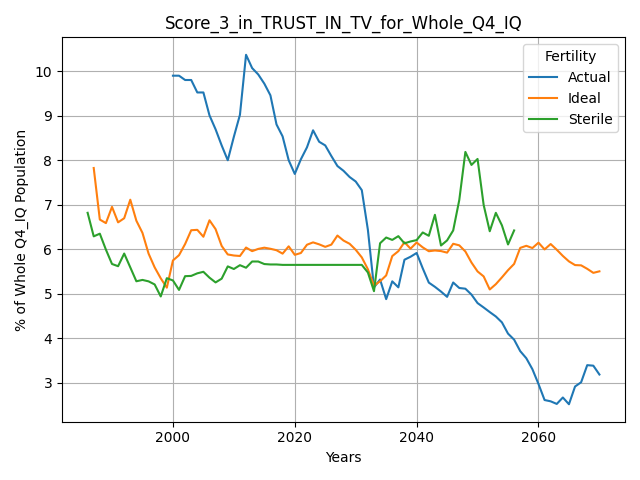 Score_3_in_TRUST_IN_TV_for_Whole_Q4_IQ
% of Whole Q4_IQ Population
10
9
8
7
6
5
4
3
Fertility
Actual
Ideal
Sterile
2000
2020
2040
2060
Years